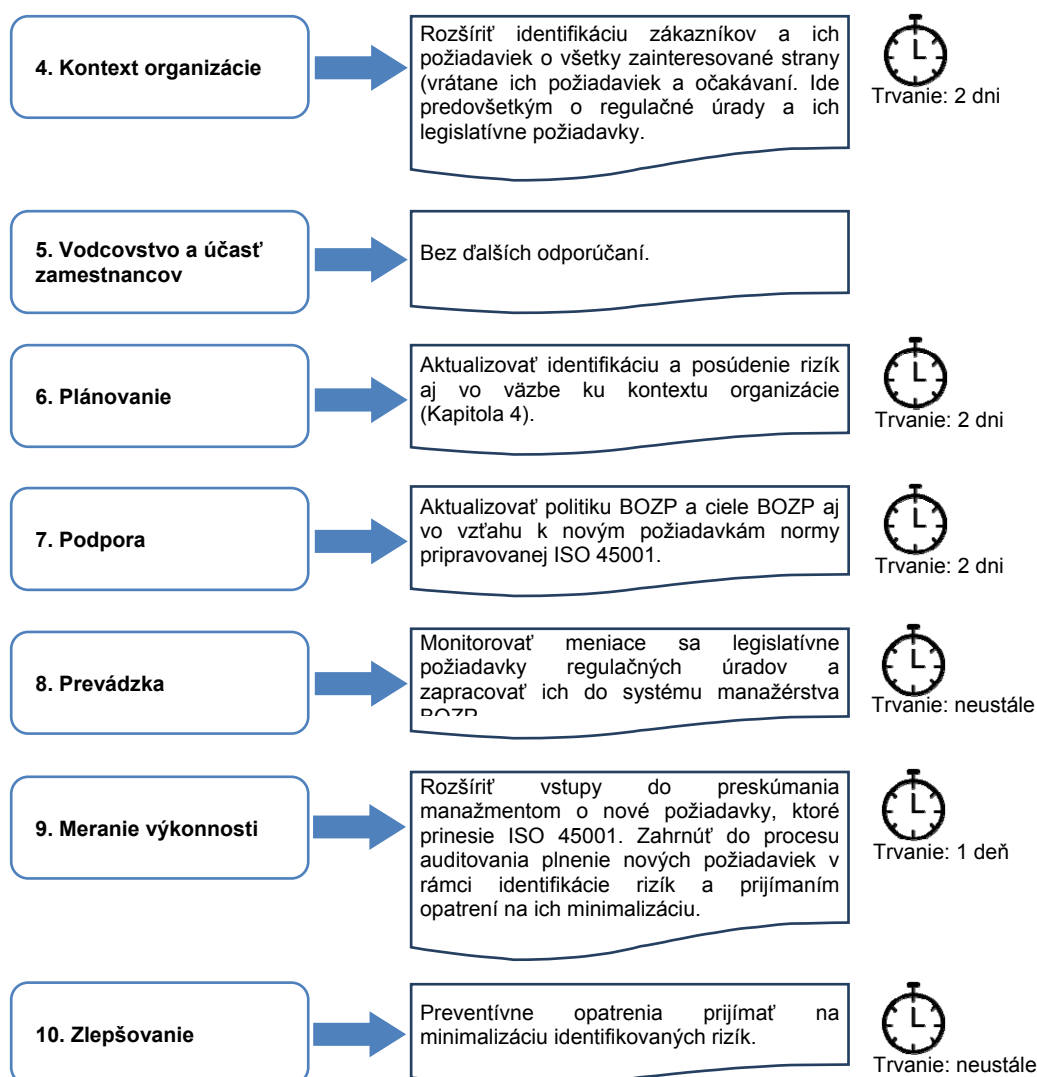 4. Kontext organizácie
Rozšíriť identifikáciu zákazníkov a ich
požiadaviek o všetky zainteresované strany
(vrátane ich požiadaviek a očakávaní. Ide
predovšetkým o regulačné úrady a ich
legislatívne požiadavky.
Trvanie: 2 dni
5. Vodcovstvo a účasť
zamestnancov
Bez ďalších odporúčaní.
6. Plánovanie
Aktualizovať identifikáciu a posúdenie rizík
aj vo väzbe ku kontextu organizácie
(Kapitola 4).
Trvanie: 2 dni
7. Podpora
Aktualizovať politiku BOZP a ciele BOZP aj
vo vzťahu k novým požiadavkám normy
pripravovanej ISO 45001.
Trvanie: 2 dni
8. Prevádzka
Monitorovať meniace sa legislatívne
požiadavky regulačných úradov a
zapracovať ich do systému manažérstva
BOZP
Trvanie: neustále
9. Meranie výkonnosti
Rozšíriť vstupy do preskúmania
manažmentom o nové požiadavky, ktoré
prinesie ISO 45001. Zahrnúť do procesu
auditovania plnenie nových požiadaviek v
rámci identifikácie rizík a prijímaním
opatrení na ich minimalizáciu.
Trvanie: 1 deň
10. Zlepšovanie
Preventívne opatrenia prijímať na
minimalizáciu identifikovaných rizík.
Trvanie: neustále